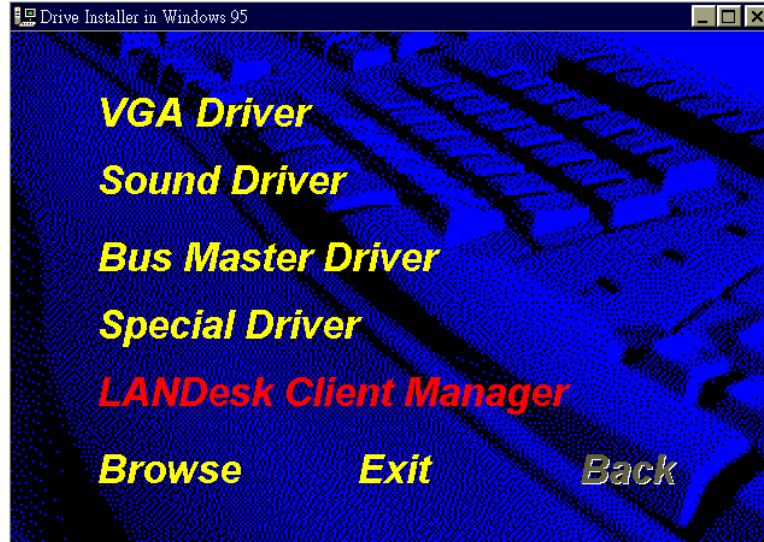 Drive Installer in Windows 95
VGA Driver
Sound Driver
Bus Master Driver
Special Driver
LANDesk Client Manager
Browse Exit Back